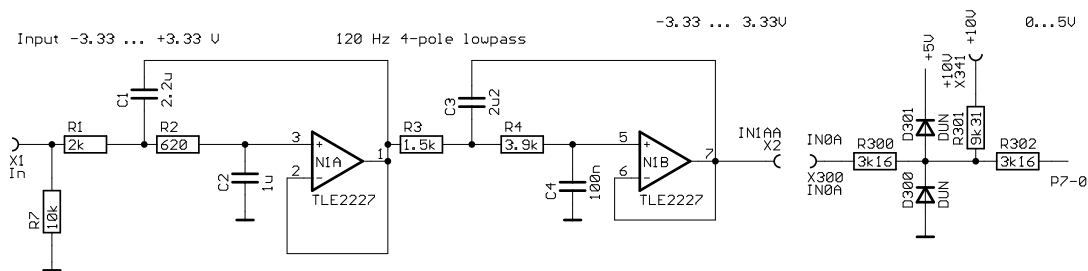 Input -3.33 ... +3.33 V
120 Hz 4-pole lowpass
-3.33 ... 3.33V
0...5V
C1
2.2u
C3
2u2
+5V
+10V
X341
+10V
R1
2k
R2
620
3
+
2
-
N1A
1
TLE2227
R3
1.5k
R4
3.9k
5
+
6
-
N1B
7
TLE2227
IN1AA
X2
IN0A
X300
IN0A
R300
3k16
D301
DUN
R301
9k31
R302
3k16
P7-0
D300
DUN
X1
In
R7
10k
C2
1u
C4
100n